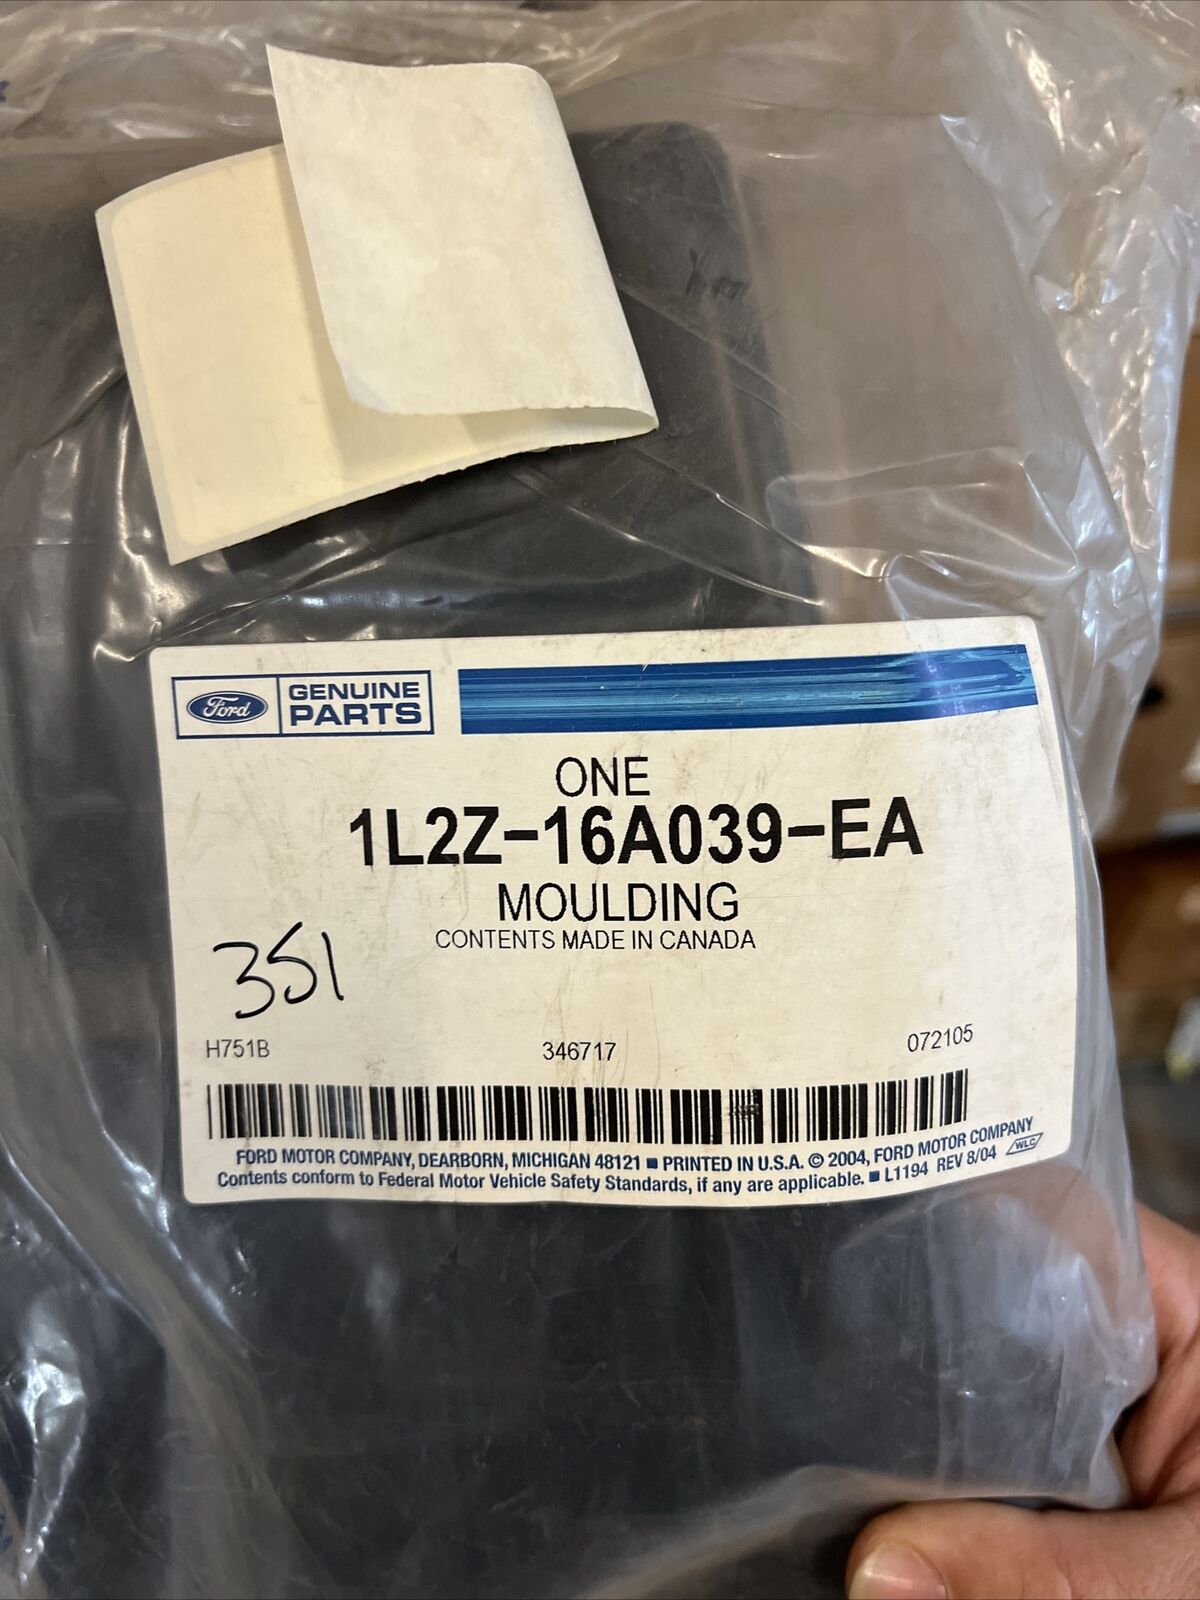 Ford GENUINE PARTS
ONE
1L2Z-16A039-EA
MOULDING
CONTENTS MADE IN CANADA
351
H751B 346717 072105
FORD MOTOR COMPANY, DEARBORN, MICHIGAN 48121 ■ PRINTED IN U.S.A. © 2004, FORD MOTOR COMPANY
Contents conform to Federal Motor Vehicle Safety Standards, if any are applicable. ■ L1194 REV 8/04 WLC